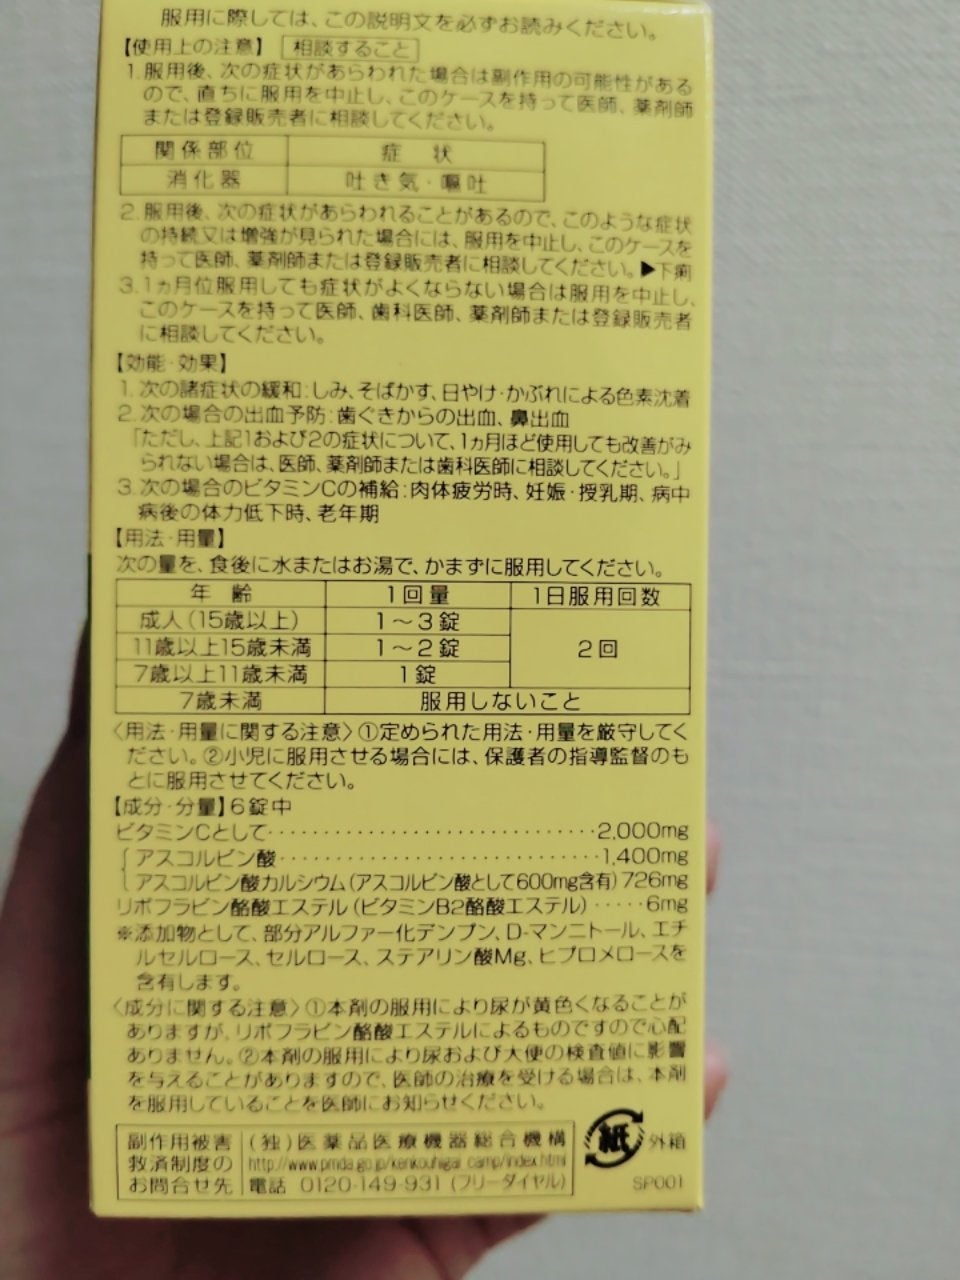 服用に際しては、この説明文を必ずお読みください。
【使用上の注意】 相談すること
1.服用後、次の症状があらわれた場合は副作用の可能性がある
ので、直ちに服用を中止し、このケースを持って医師、薬剤師
または登録販売者に相談してください。
関係部位 症状
消化器 吐き気・嘔吐
2.服用後、次の症状があらわれることがあるので、このような症状
の持続又は増強が見られた場合には、服用を中止し、このケースを
持って医師、薬剤師または登録販売者に相談してください。▶下痢
3.1ヵ月位服用しても症状がよくならない場合は服用を中止し、
このケースを持って医師、歯科医師、薬剤師または登録販売者
に相談してください。
【効能・効果】
1.次の諸症状の緩和:しみ、そばかす、日やけ・かぶれによる色素沈着
2.次の場合の出血予防:歯ぐきからの出血、鼻出血
「ただし、上記1および2の症状について、1ヵ月ほど使用しても改善がみ
られない場合は、医師、薬剤師または歯科医師に相談してください。」
3.次の場合のビタミンCの補給:肉体疲労時、妊娠・授乳期、病中
病後の体力低下時、老年期
【用法・用量】
次の量を、食後に水またはお湯で、かまずに服用してください。
年齢 1回量 1日服用回数
成人(15歳以上) 1～3錠
11歳以上15歳未満 1～2錠 2回
7歳以上11歳未満 1錠
7歳未満 服用しないこと
〈用法・用量に関する注意〉①定められた用法・用量を厳守してく
ださい。②小児に服用させる場合には、保護者の指導監督のも
とに服用させてください。
【成分・分量】6錠中
ビタミンCとして・・・・・・・・・・・・・・・・・・・・・・・・・・・・・・2,000mg
アスコルビン酸・・・・・・・・・・・・・・・・・・・・・・・・・・・・・・1,400mg
アスコルビン酸カルシウム(アスコルビン酸として600mg含有)726mg
リボフラビン酪酸エステル(ビタミンB2酪酸エステル)・・・・・6mg
※添加物として、部分アルファー化デンプン、D-マンニトール、エチ
ルセルロース、セルロース、ステアリン酸Mg、ヒプロメロースを
含有します。
〈成分に関する注意〉①本剤の服用により尿が黄色くなることが
ありますが、リボフラビン酪酸エステルによるものですので心配
ありません。②本剤の服用により尿および大便の検査値に影響
を与えることがありますので、医師の治療を受ける場合は、本剤
を服用していることを医師にお知らせください。
副作用被害 (独)医薬品医療機器総合機構
救済制度の http://www.pmda.go.jp/kenkouhigai_camp/index.html
お問合せ先 電話 0120-149-931(フリーダイヤル)
紙 外箱
SP001